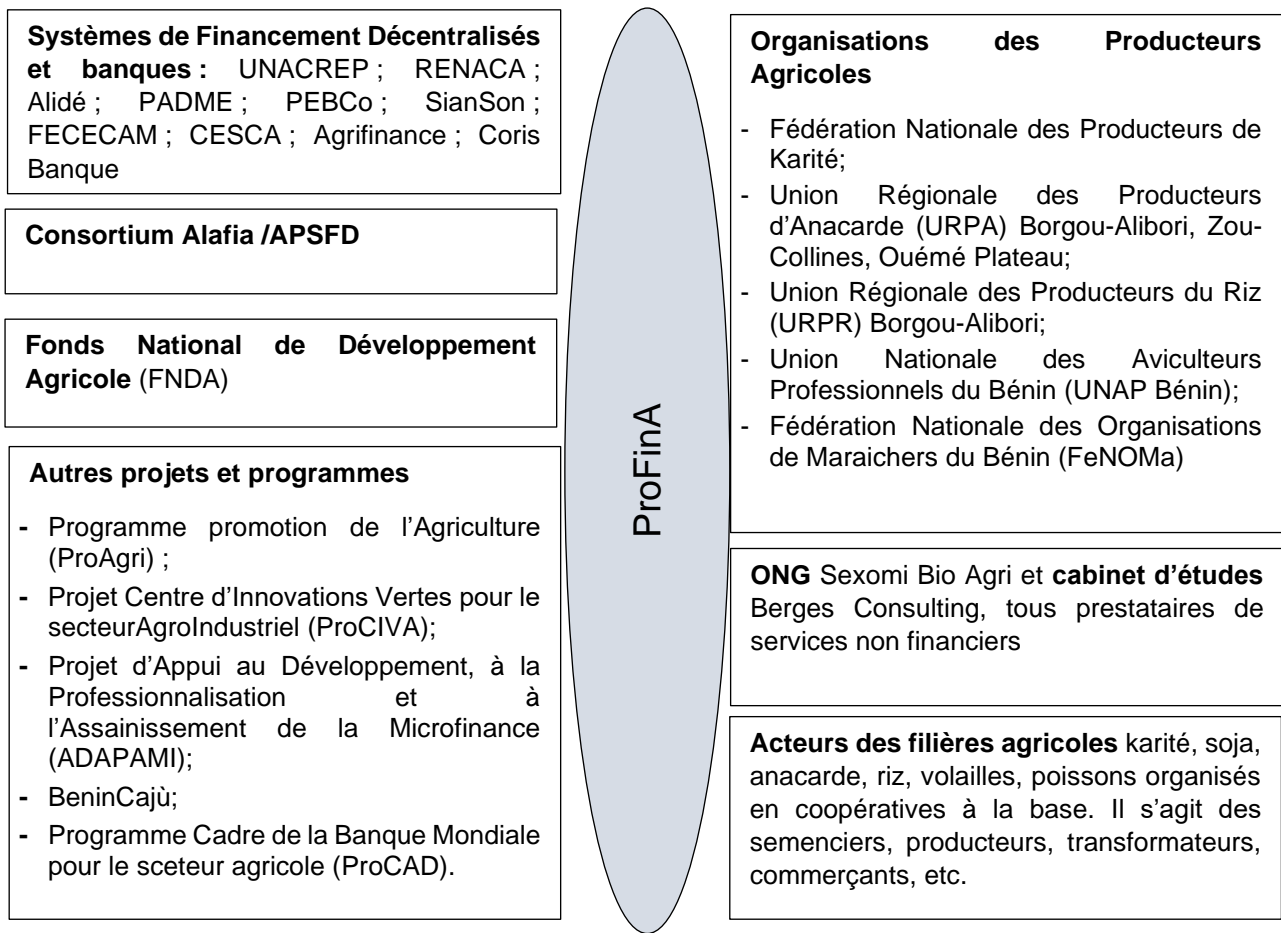 Systèmes de Financement Décentralisés
et banques : UNACREP ; RENACA ;
Alidé ; PADME ; PEBCo ; SianSon ;
FECECAM ; CESCA ; Agrifinance ; Coris
Banque
Consortium Alafia /APSFD
Fonds National de Développement
Agricole (FNDA)
Autres projets et programmes
- Programme promotion de l’Agriculture
(ProAgri) ;
- Projet Centre d’Innovations Vertes pour le
secteurAgroIndustriel (ProCIVA);
- Projet d’Appui au Développement, à la
Professionnalisation et à
l’Assainissement de la Microfinance
(ADAPAMI);
- BeninCajù;
- Programme Cadre de la Banque Mondiale
pour le sceteur agricole (ProCAD).
ProFinA
Organisations des Producteurs
Agricoles
- Fédération Nationale des Producteurs de
Karité;
- Union Régionale des Producteurs
d’Anacarde (URPA) Borgou-Alibori, Zou-
Collines, Ouémé Plateau;
- Union Régionale des Producteurs du Riz
(URPR) Borgou-Alibori;
- Union Nationale des Aviculteurs
Professionnels du Bénin (UNAP Bénin);
- Fédération Nationale des Organisations
de Maraichers du Bénin (FeNOMa)
ONG Sexomi Bio Agri et cabinet d’études
Berges Consulting, tous prestataires de
services non financiers
Acteurs des filières agricoles karité, soja,
anacarde, riz, volailles, poissons organisés
en coopératives à la base. Il s’agit des
semenciers, producteurs, transformateurs,
commerçants, etc.